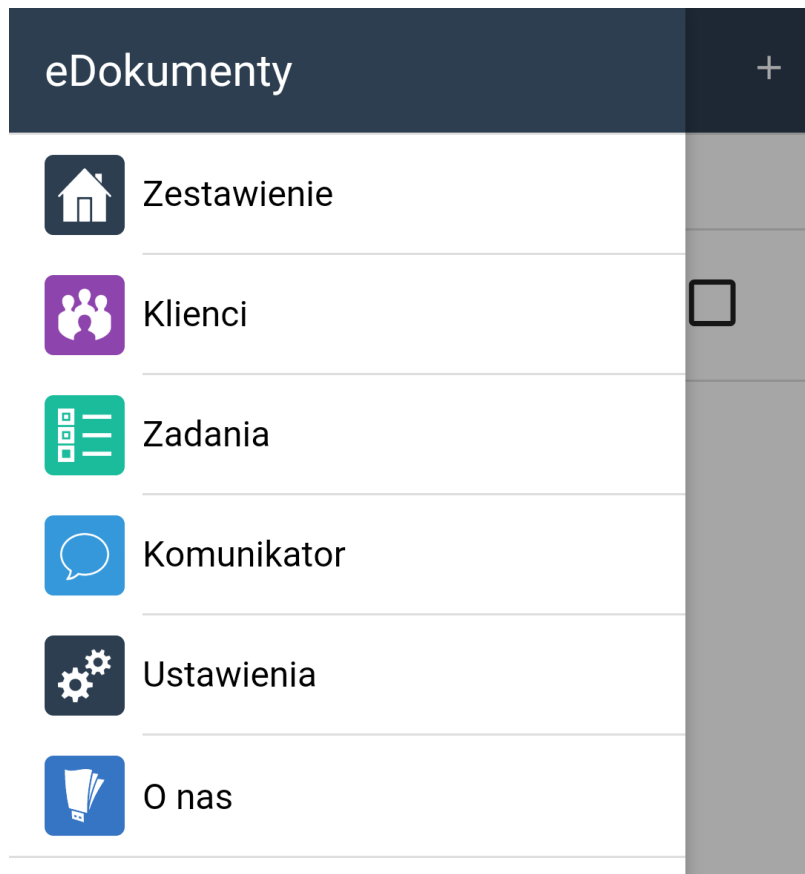 eDokumenty
+
Zestawienie
Klienci
Zadania
Komunikator
Ustawienia
O nas